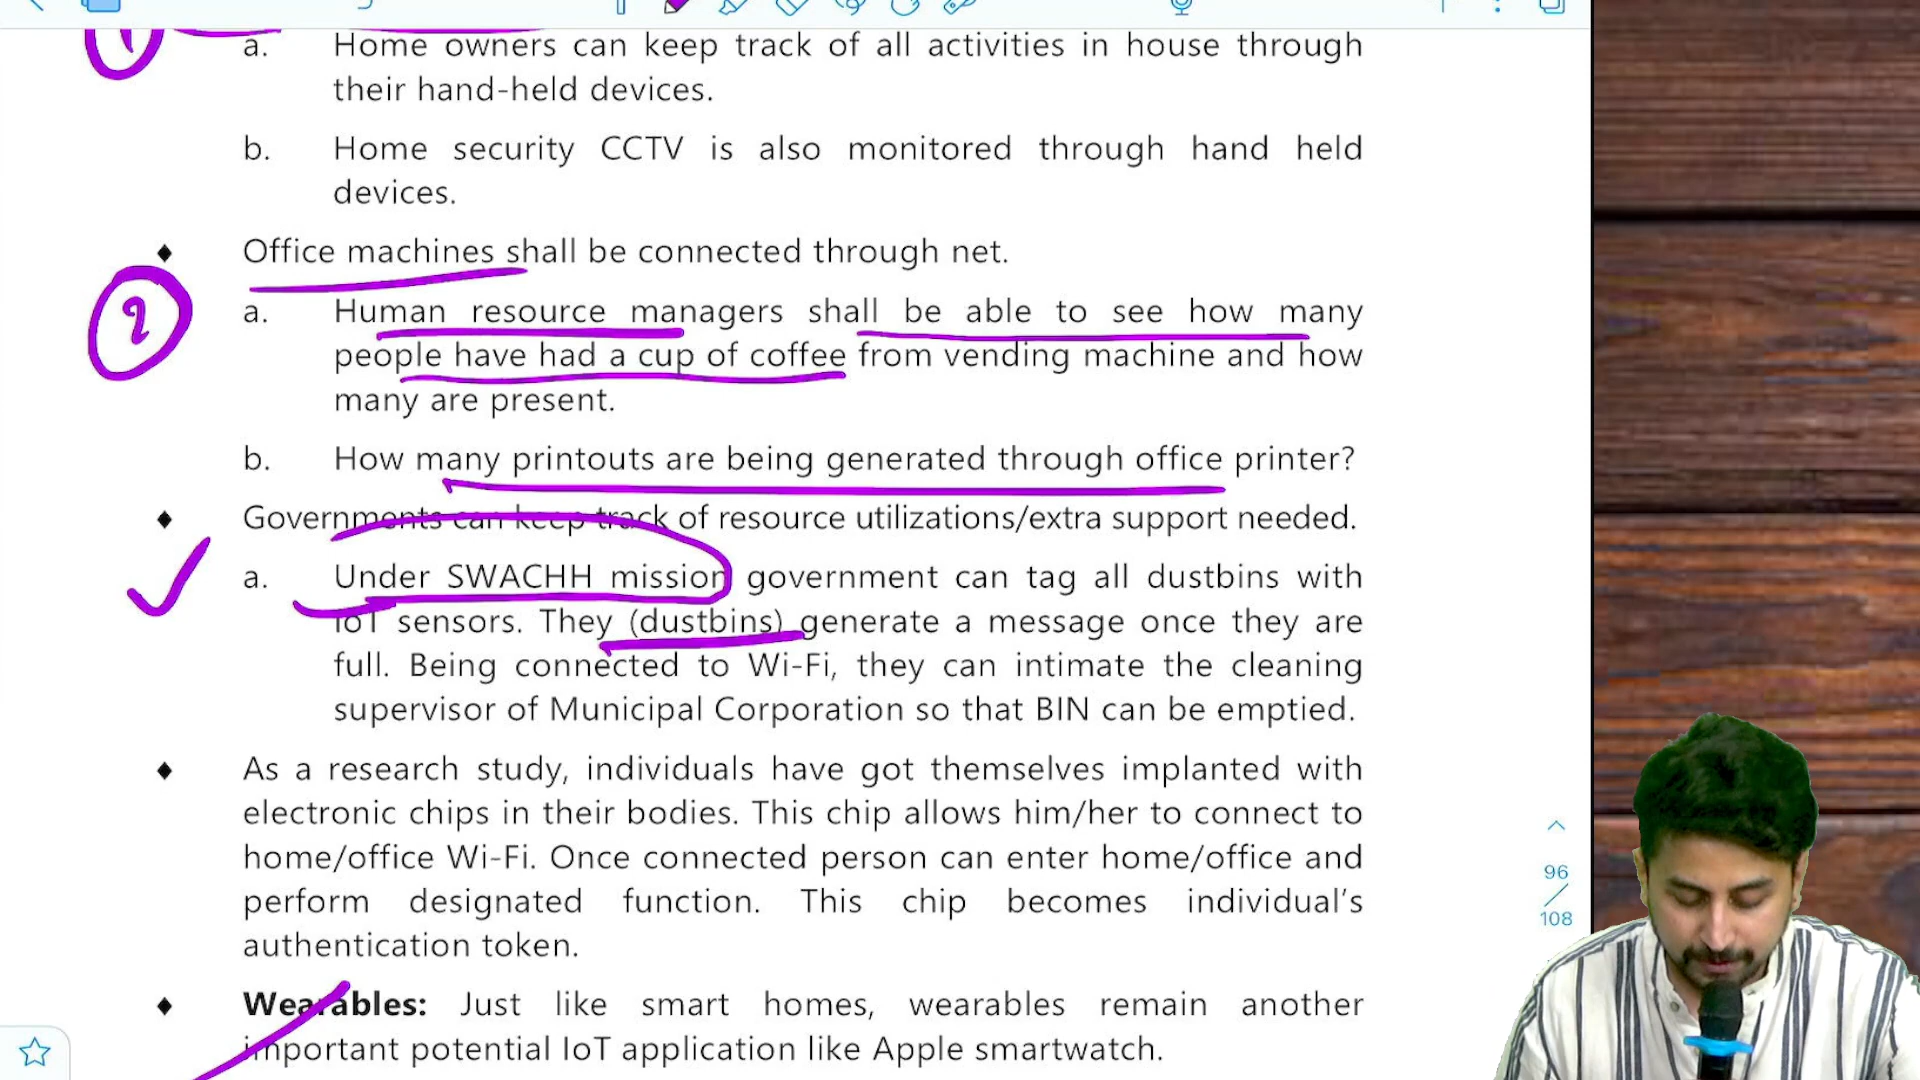 a. Home owners can keep track of all activities in house through
their hand-held devices.
b. Home security CCTV is also monitored through hand held
devices.
♦ Office machines shall be connected through net.
2
a. Human resource managers shall be able to see how many
people have had a cup of coffee from vending machine and how
many are present.
b. How many printouts are being generated through office printer?
♦ Governments can keep track of resource utilizations/extra support needed.
a. Under SWACHH mission government can tag all dustbins with
IoT sensors. They (dustbins) generate a message once they are
full. Being connected to Wi-Fi, they can intimate the cleaning
supervisor of Municipal Corporation so that BIN can be emptied.
♦ As a research study, individuals have got themselves implanted with
electronic chips in their bodies. This chip allows him/her to connect to
home/office Wi-Fi. Once connected person can enter home/office and
perform designated function. This chip becomes individual's
authentication token.
♦ Wearables: Just like smart homes, wearables remain another
important potential IoT application like Apple smartwatch.
96
/
108